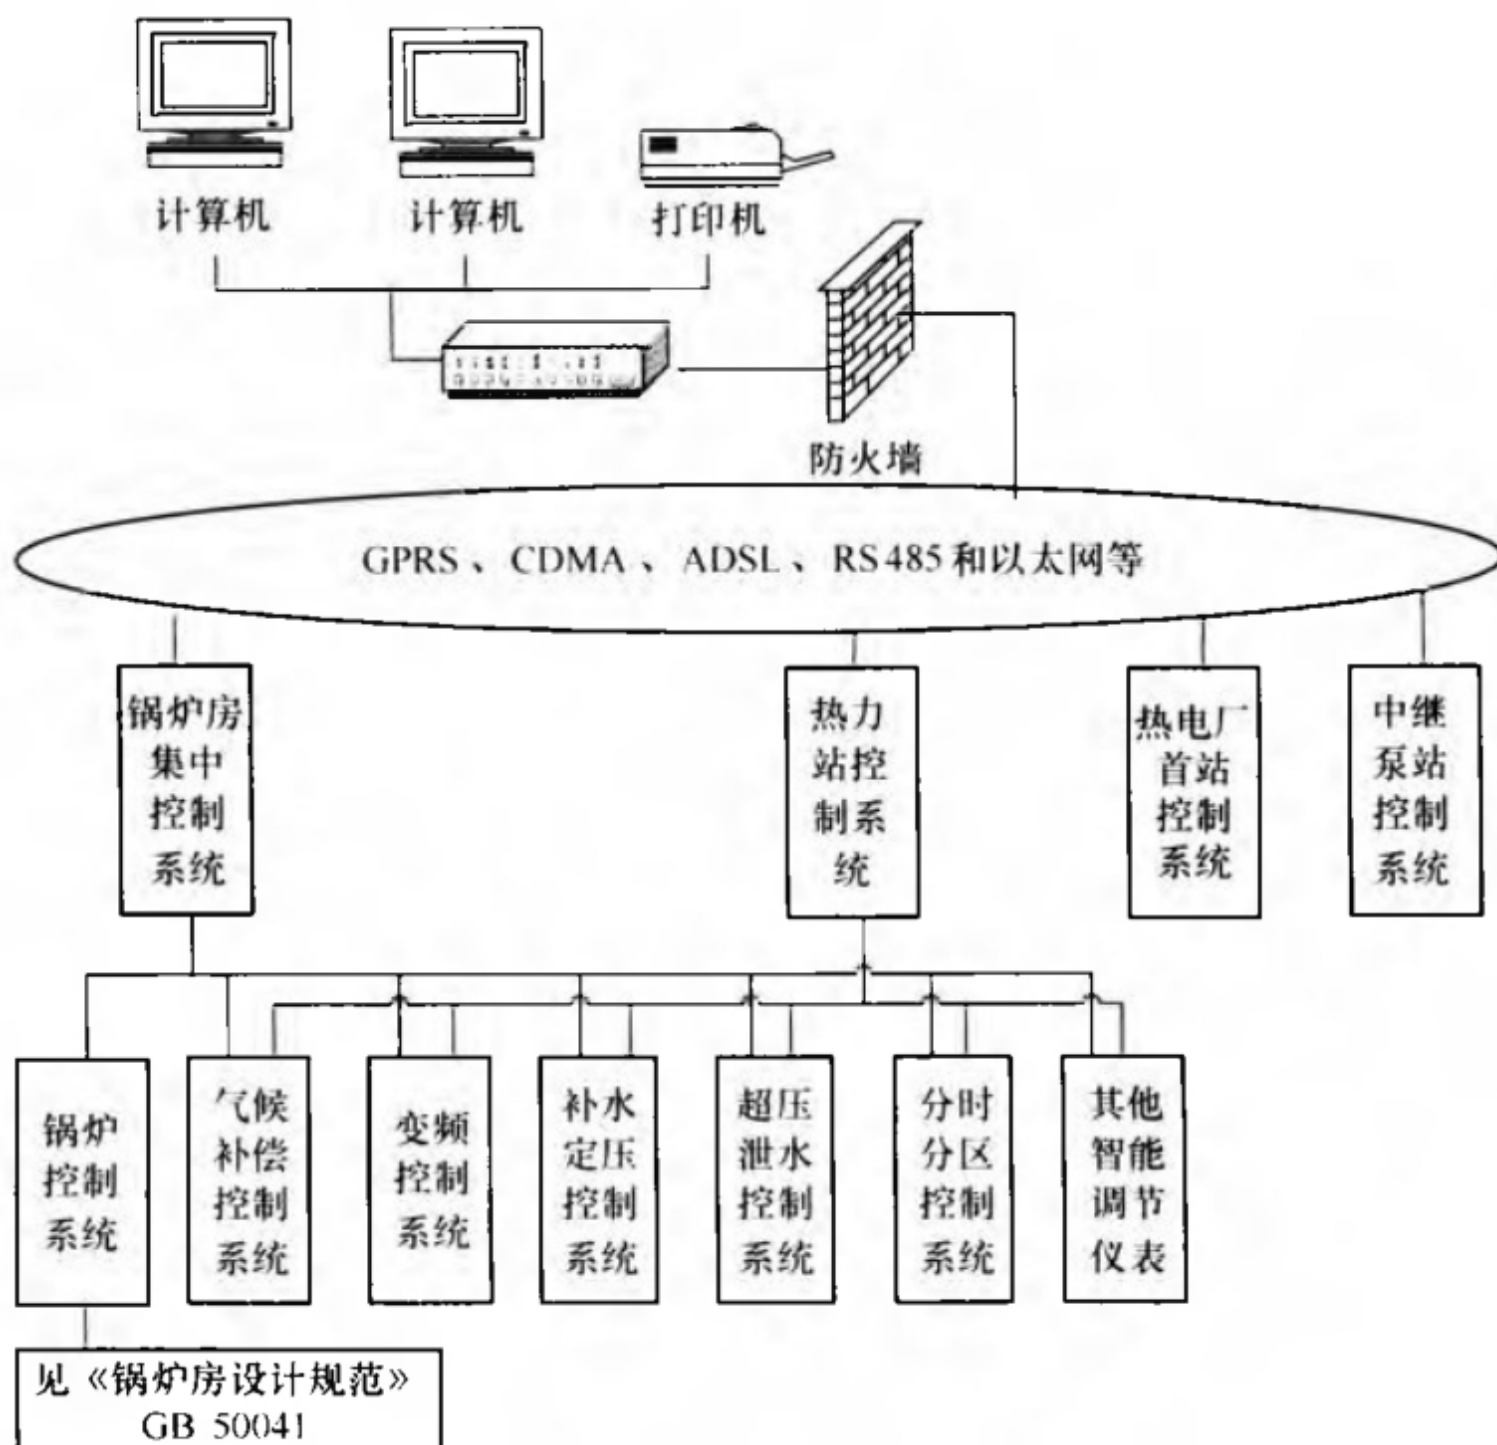 计算机
计算机
打印机
防火墙
GPRS、CDMA、ADSL、RS485和以太网等
锅炉房
集中
控制
系统
热力
站控
制系
统
热电厂
首站
控制
系统
中继
泵站
控制
系统
锅炉
控制
系统
气候
补偿
控制
系统
变频
控制
系统
补水
定压
控制
系统
超压
泄水
控制
系统
分时
分区
控制
系统
其他
智能
调节
仪表
见《锅炉房设计规范》
GB 50041